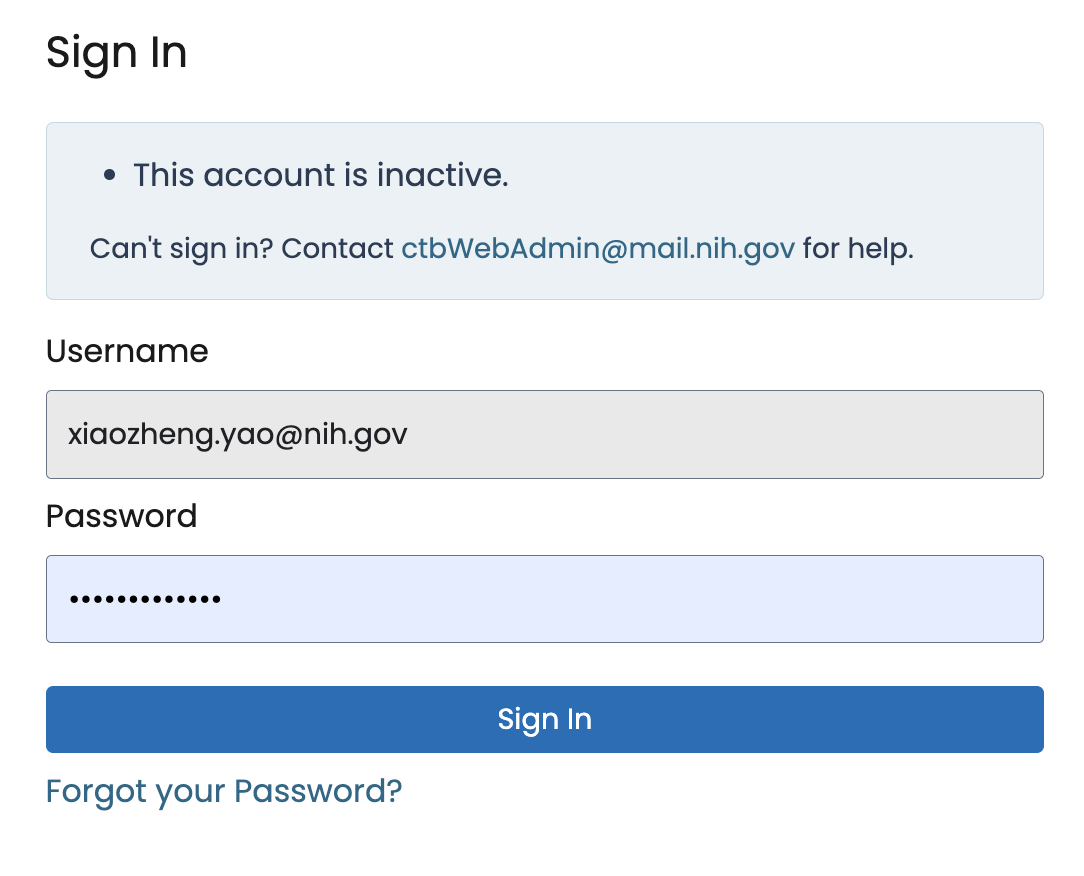 Sign In
• This account is inactive.
Can't sign in? Contact ctbWebAdmin@mail.nih.gov for help.
Username
xiaozheng.yao@nih.gov
Password
•••••••••••••
Sign In
Forgot your Password?